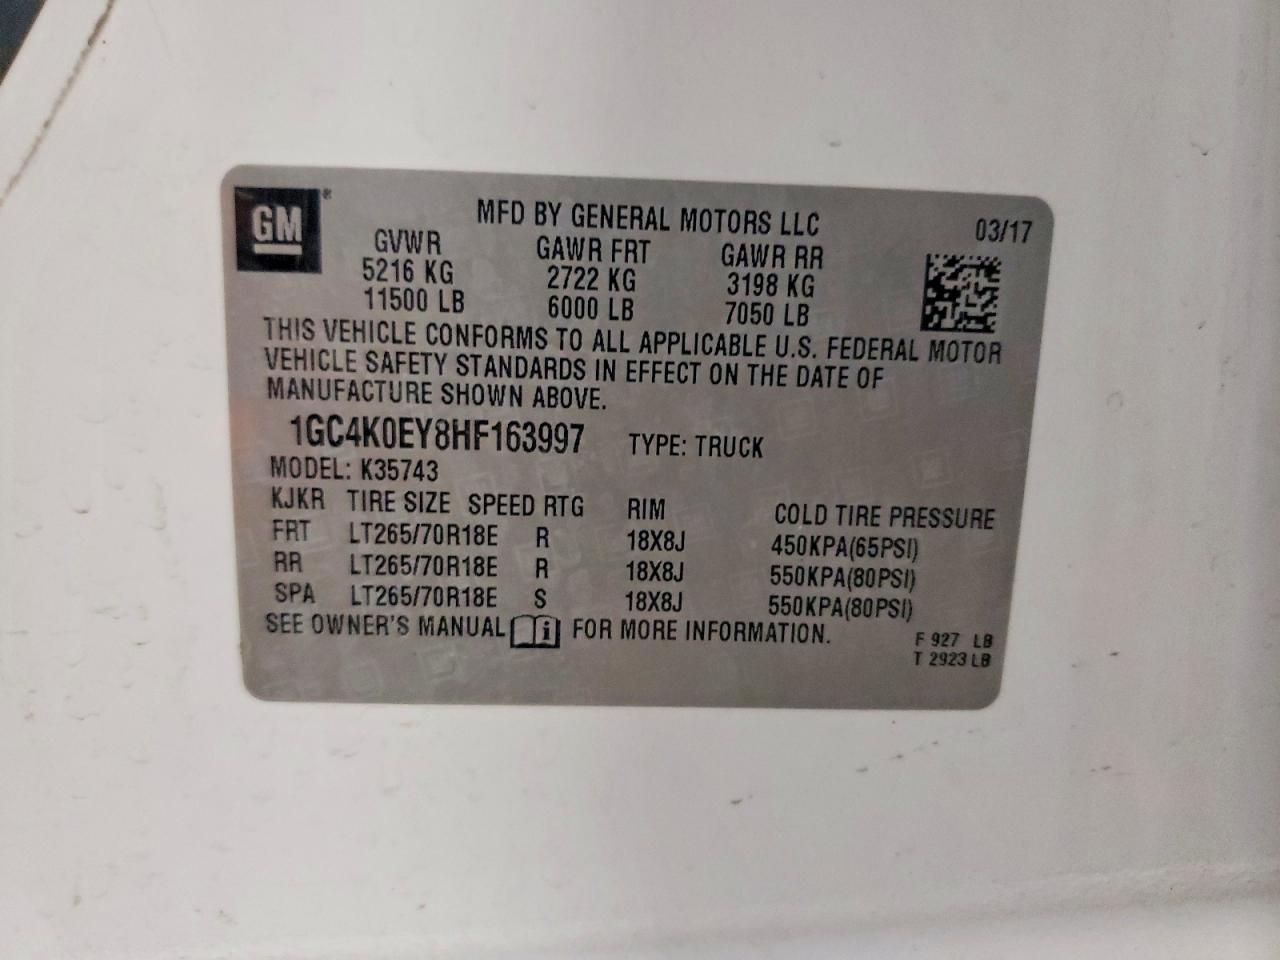 GM®
MFD BY GENERAL MOTORS LLC 03/17
GVWR GAWR FRT GAWR RR
5216 KG 2722 KG 3198 KG
11500 LB 6000 LB 7050 LB
THIS VEHICLE CONFORMS TO ALL APPLICABLE U.S. FEDERAL MOTOR
VEHICLE SAFETY STANDARDS IN EFFECT ON THE DATE OF
MANUFACTURE SHOWN ABOVE.
1GC4K0EY8HF163997 TYPE: TRUCK
MODEL: K35743
KJKR TIRE SIZE SPEED RTG RIM COLD TIRE PRESSURE
FRT LT265/70R18E R 18X8J 450KPA(65PSI)
RR LT265/70R18E R 18X8J 550KPA(80PSI)
SPA LT265/70R18E S 18X8J 550KPA(80PSI)
SEE OWNER'S MANUAL i FOR MORE INFORMATION.
F 927 LB
T 2923 LB